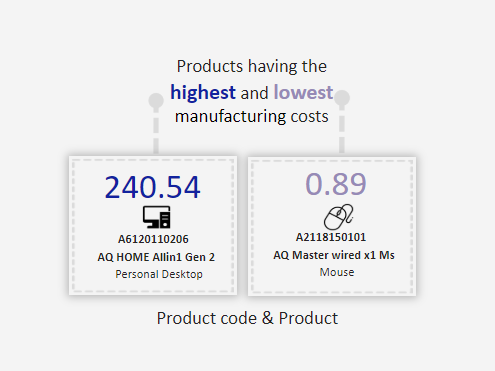 Products having the
highest and lowest
manufacturing costs
240.54
A6120110206
AQ HOME Allin1 Gen 2
Personal Desktop
0.89
A2118150101
AQ Master wired x1 Ms
Mouse
Product code & Product